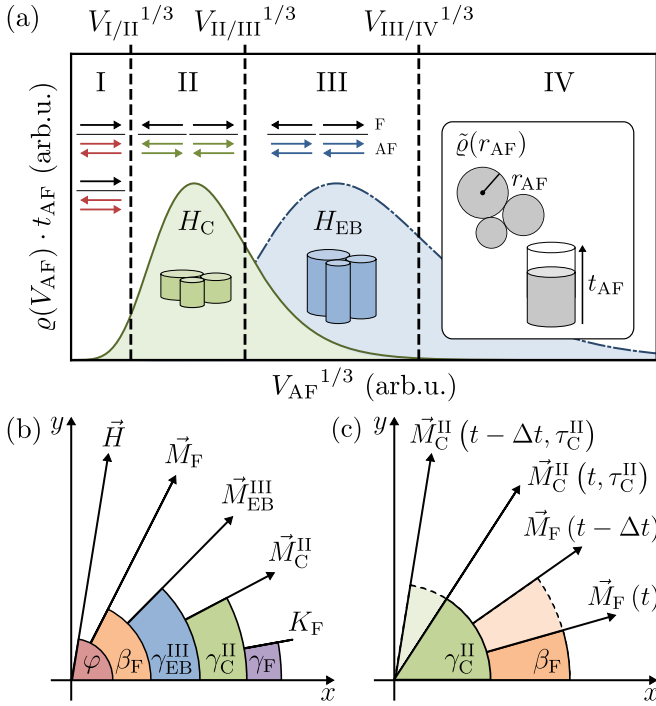 (a)
V_I/II^1/3 V_II/III^1/3 V_III/IV^1/3
I II III IV
F
AF
ϱ(V_AF) · t_AF (arb.u.)
H_C H_EB
ϱ̃(r_AF)
r_AF
t_AF
V_AF^1/3 (arb.u.)
(b)
y
H⃗
M⃗_F
M⃗_EB^III
M⃗_C^II
K_F
φ β_F γ_EB^III γ_C^II γ_F
x
(c)
y
M⃗_C^II (t − Δt, τ_C^II)
M⃗_C^II (t, τ_C^II)
M⃗_F (t − Δt)
M⃗_F (t)
γ_C^II β_F
x